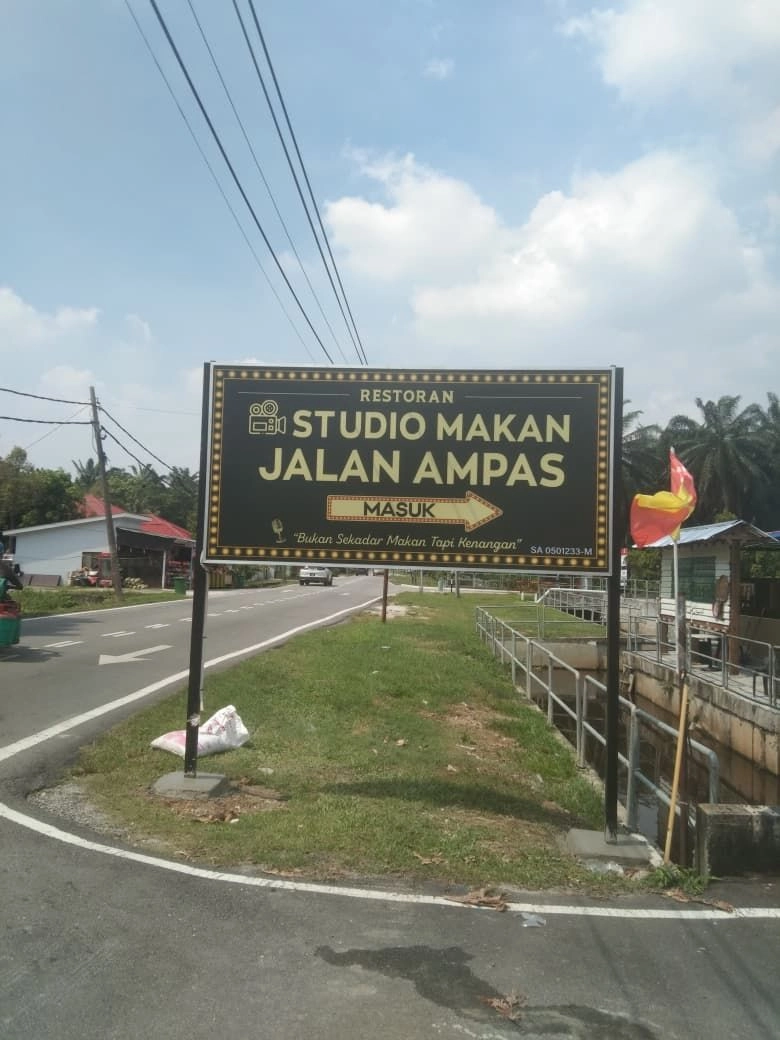 RESTORAN
STUDIO MAKAN
JALAN AMPAS
MASUK
"Bukan Sekadar Makan Tapi Kenangan"
SA 0501233-M